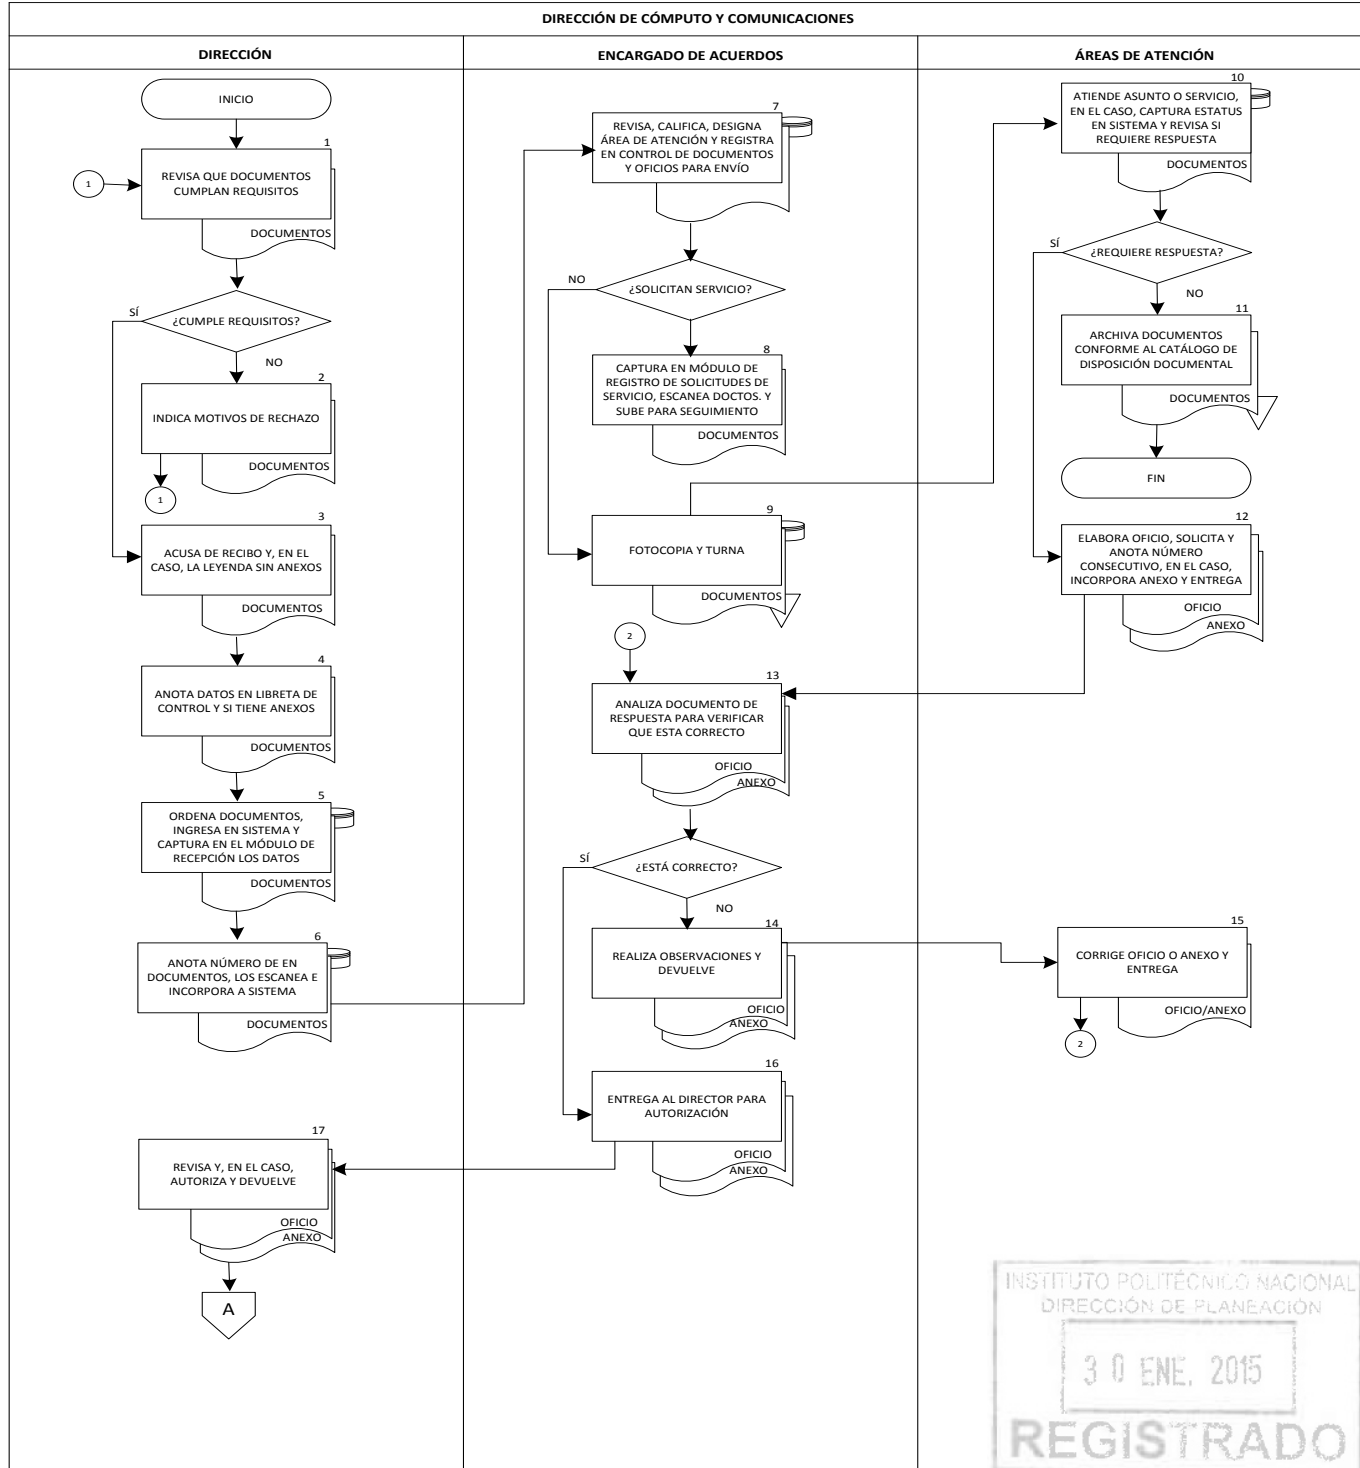 DIRECCIÓN DE CÓMPUTO Y COMUNICACIONES
DIRECCIÓN
ENCARGADO DE ACUERDOS
ÁREAS DE ATENCIÓN
INICIO
1
1
REVISA QUE DOCUMENTOS
CUMPLAN REQUISITOS
DOCUMENTOS
¿CUMPLE REQUISITOS?
SÍ
NO
2
INDICA MOTIVOS DE RECHAZO
DOCUMENTOS
1
3
ACUSA DE RECIBO Y, EN EL
CASO, LA LEYENDA SIN ANEXOS
DOCUMENTOS
4
ANOTA DATOS EN LIBRETA DE
CONTROL Y SI TIENE ANEXOS
DOCUMENTOS
5
ORDENA DOCUMENTOS,
INGRESA EN SISTEMA Y
CAPTURA EN EL MÓDULO DE
RECEPCIÓN LOS DATOS
DOCUMENTOS
6
ANOTA NÚMERO DE EN
DOCUMENTOS, LOS ESCANEA E
INCORPORA A SISTEMA
DOCUMENTOS
17
REVISA Y, EN EL CASO,
AUTORIZA Y DEVUELVE
OFICIO
ANEXO
A
7
REVISA, CALIFICA, DESIGNA
ÁREA DE ATENCIÓN Y REGISTRA
EN CONTROL DE DOCUMENTOS
Y OFICIOS PARA ENVÍO
NO
¿SOLICITAN SERVICIO?
8
CAPTURA EN MÓDULO DE
REGISTRO DE SOLICITUDES DE
SERVICIO, ESCANEA DOCTOS. Y
SUBE PARA SEGUIMIENTO
DOCUMENTOS
9
FOTOCOPIA Y TURNA
DOCUMENTOS
2
13
ANALIZA DOCUMENTO DE
RESPUESTA PARA VERIFICAR
QUE ESTA CORRECTO
OFICIO
ANEXO
SÍ
¿ESTÁ CORRECTO?
NO
14
REALIZA OBSERVACIONES Y
DEVUELVE
OFICIO
ANEXO
16
ENTREGA AL DIRECTOR PARA
AUTORIZACIÓN
OFICIO
ANEXO
10
ATIENDE ASUNTO O SERVICIO,
EN EL CASO, CAPTURA ESTATUS
EN SISTEMA Y REVISA SI
REQUIERE RESPUESTA
DOCUMENTOS
SÍ
¿REQUIERE RESPUESTA?
NO
11
ARCHIVA DOCUMENTOS
CONFORME AL CATÁLOGO DE
DISPOSICIÓN DOCUMENTAL
DOCUMENTOS
FIN
12
ELABORA OFICIO, SOLICITA Y
ANOTA NÚMERO
CONSECUTIVO, EN EL CASO,
INCORPORA ANEXO Y ENTREGA
OFICIO
ANEXO
15
CORRIGE OFICIO O ANEXO Y
ENTREGA
OFICIO/ANEXO
2
INSTITUTO POLITÉCNICO NACIONAL
DIRECCIÓN DE PLANEACIÓN
3 0 ENE. 2015
REGISTRADO